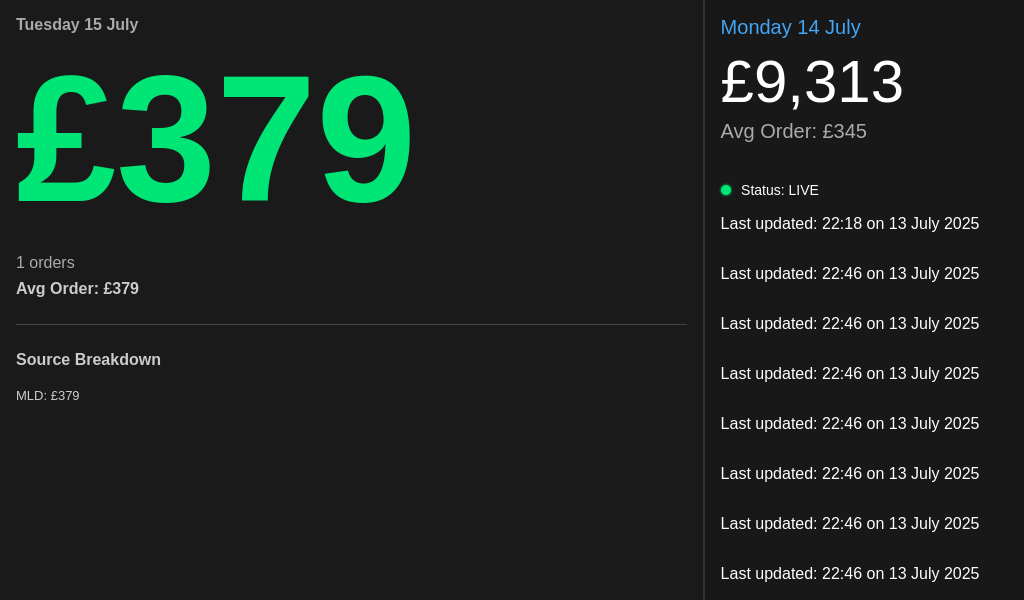 Tuesday 15 July
£379
1 orders
Avg Order: £379
Source Breakdown
MLD: £379
Monday 14 July
£9,313
Avg Order: £345
Status: LIVE
Last updated: 22:18 on 13 July 2025
Last updated: 22:46 on 13 July 2025
Last updated: 22:46 on 13 July 2025
Last updated: 22:46 on 13 July 2025
Last updated: 22:46 on 13 July 2025
Last updated: 22:46 on 13 July 2025
Last updated: 22:46 on 13 July 2025
Last updated: 22:46 on 13 July 2025